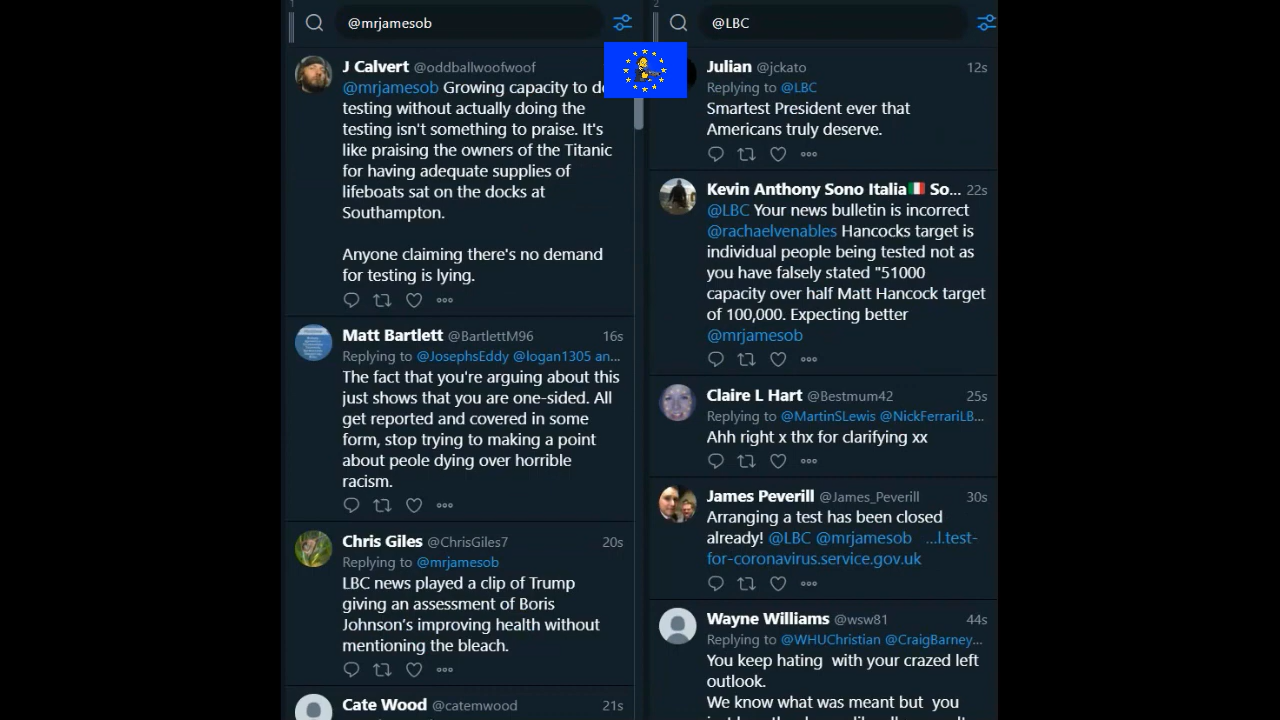 1
@mrjamesob
J Calvert @oddballwoofwoof
@mrjamesob Growing capacity to do
testing without actually doing the
testing isn't something to praise. It's
like praising the owners of the Titanic
for having adequate supplies of
lifeboats sat on the docks at
Southampton.
Anyone claiming there's no demand
for testing is lying.
Matt Bartlett @BartlettM96 16s
Replying to @JosephsEddy @logan1305 an...
The fact that you're arguing about this
just shows that you are one-sided. All
get reported and covered in some
form, stop trying to making a point
about peole dying over horrible
racism.
Chris Giles @ChrisGiles7 20s
Replying to @mrjamesob
LBC news played a clip of Trump
giving an assessment of Boris
Johnson's improving health without
mentioning the bleach.
Cate Wood @catemwood 21s
2
@LBC
Julian @jckato 12s
Replying to @LBC
Smartest President ever that
Americans truly deserve.
Kevin Anthony Sono Italia🇮🇹 So... 22s
@LBC Your news bulletin is incorrect
@rachaelvenables Hancocks target is
individual people being tested not as
you have falsely stated "51000
capacity over half Matt Hancock target
of 100,000. Expecting better
@mrjamesob
Claire L Hart @Bestmum42 25s
Replying to @MartinSLewis @NickFerrariLB...
Ahh right x thx for clarifying xx
James Peverill @James_Peverill 30s
Arranging a test has been closed
already! @LBC @mrjamesob ...l.test-
for-coronavirus.service.gov.uk
Wayne Williams @wsw81 44s
Replying to @WHUChristian @CraigBarney...
You keep hating with your crazed left
outlook.
We know what was meant but you